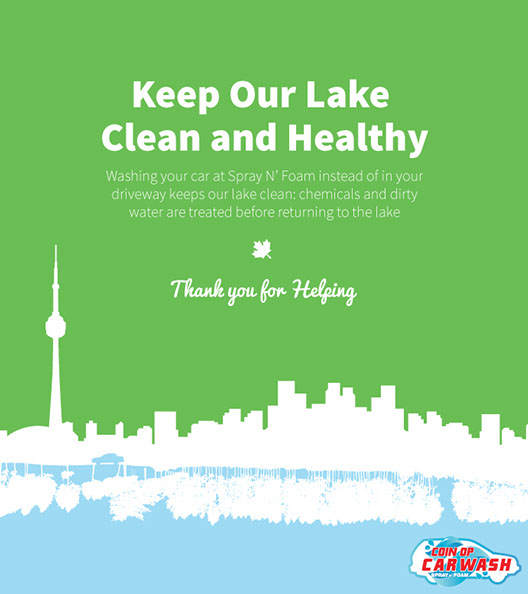 Keep Our Lake
Clean and Healthy
Washing your car at Spray N' Foam instead of in your
driveway keeps our lake clean: chemicals and dirty
water are treated before returning to the lake
Thank you for Helping
COIN OP
CAR WASH
SPRAY N FOAM